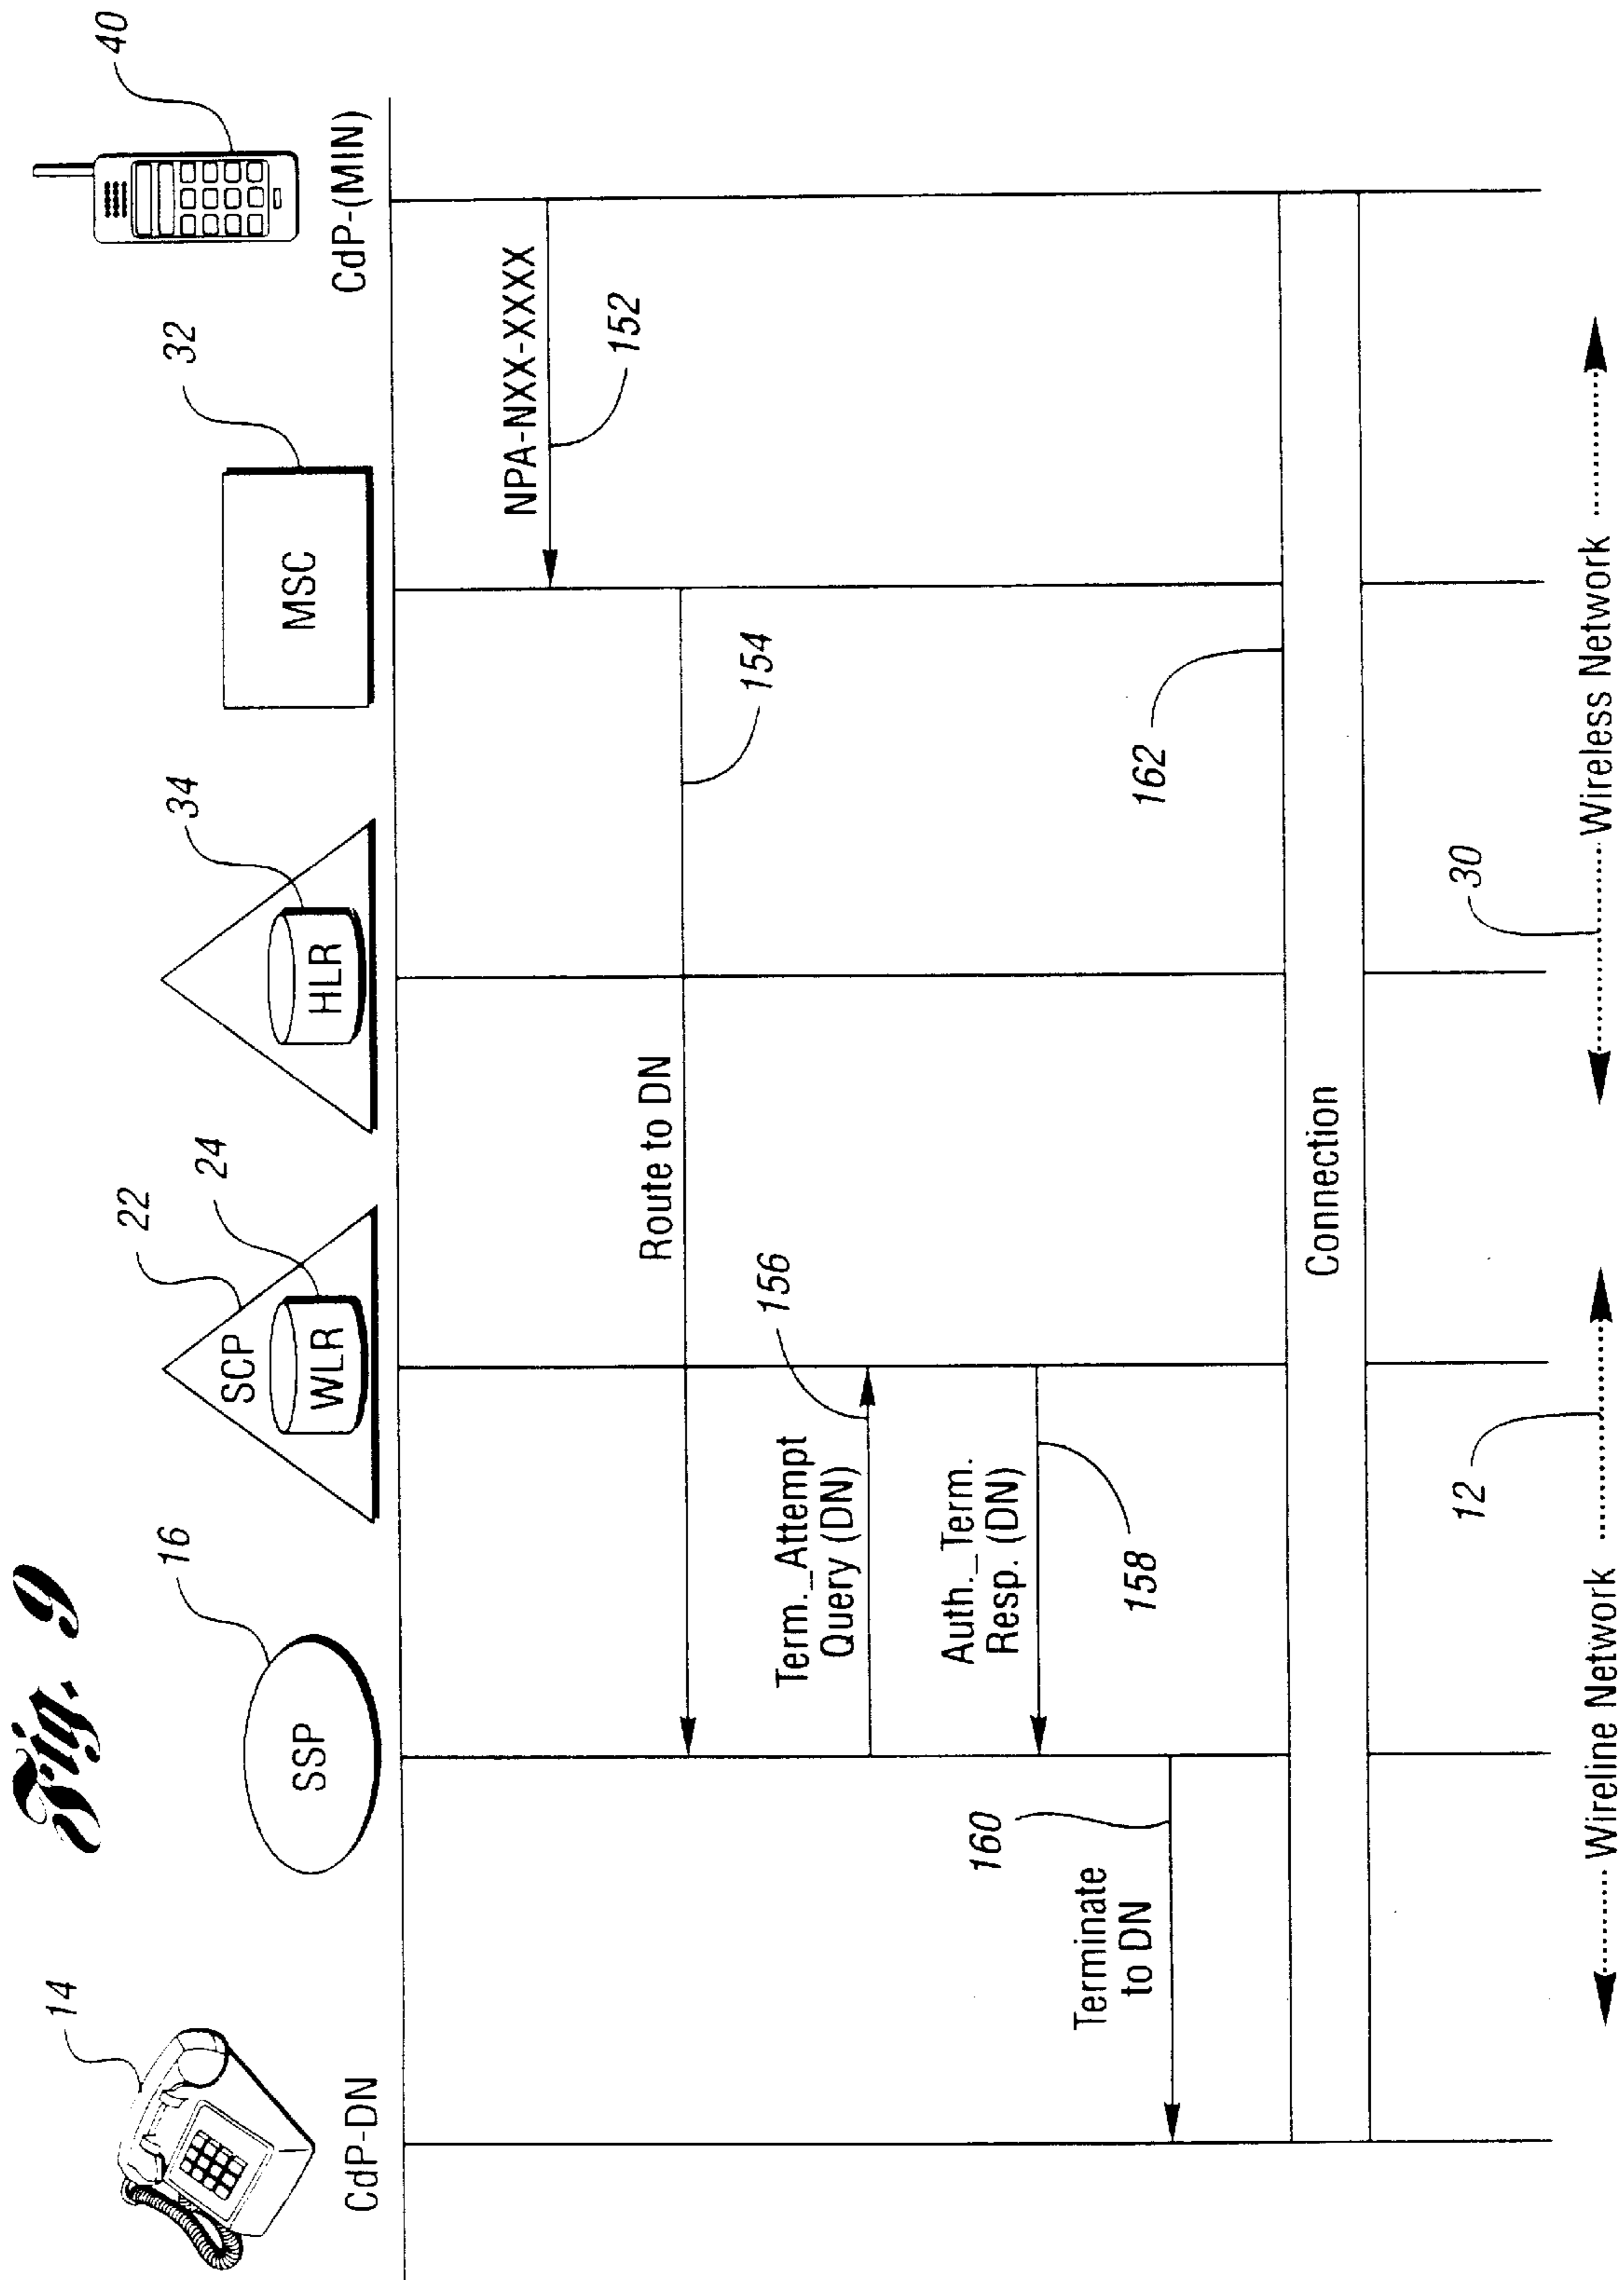 Fig. 9
14
16
22
24
34
32
40
SSP
SCP
WLR
HLR
MSC
CdP-DN
CdP-(MIN)
NPA-NXX-XXXX
152
Route to DN
154
Term._Attempt
Query (DN)
156
Auth._Term.
Resp. (DN)
158
Terminate
to DN
160
162
Connection
12
30
Wireline Network
Wireless Network